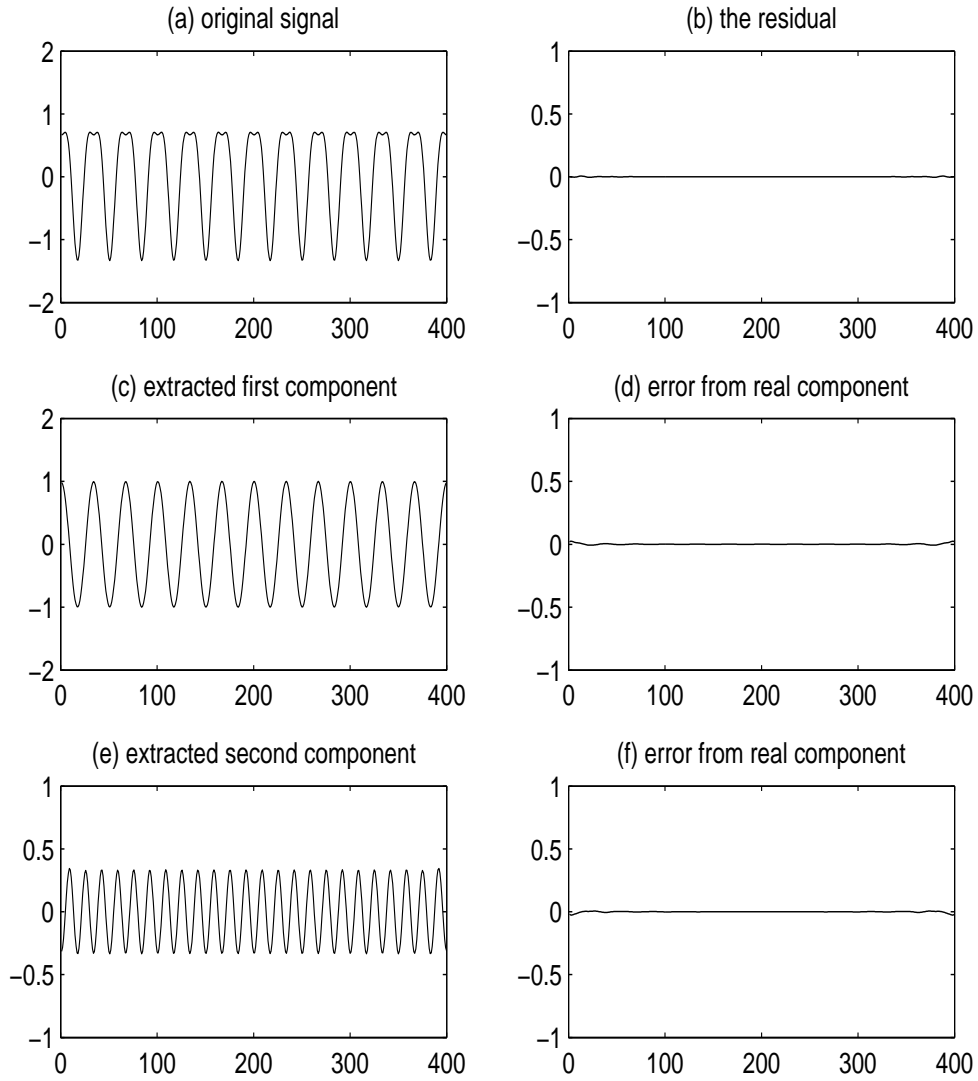 (a) original signal
2
1
0
−1
−2
0 100 200 300 400
(b) the residual
1
0.5
0
−0.5
−1
0 100 200 300 400
(c) extracted first component
2
1
0
−1
−2
0 100 200 300 400
(d) error from real component
1
0.5
0
−0.5
−1
0 100 200 300 400
(e) extracted second component
1
0.5
0
−0.5
−1
0 100 200 300 400
(f) error from real component
1
0.5
0
−0.5
−1
0 100 200 300 400